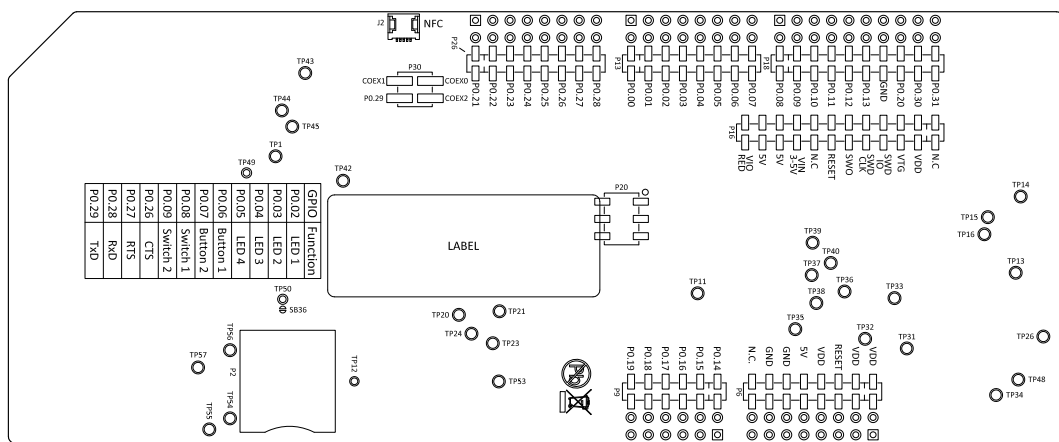 J2
NFC
P26
P0.21
P0.22
P0.23
P0.24
P0.25
P0.26
P0.27
P0.28
P13
P0.00
P0.01
P0.02
P0.03
P0.04
P0.05
P0.06
P0.07
P18
P0.08
P0.09
P0.10
P0.11
P0.12
P0.13
GND
P0.20
P0.30
P0.31
P30
COEX1
COEX0
P0.29
COEX2
P16
VIO RED
5V
5V
VIN 3-5V
N.C
RESET
SWO
SWD CLK
SWD IO
VTG
VDD
N.C
TP43
TP44
TP45
TP1
TP49
TP42
GPIO Function
P0.02 LED 1
P0.03 LED 2
P0.04 LED 3
P0.05 LED 4
P0.06 Button 1
P0.07 Button 2
P0.08 Switch 1
P0.09 Switch 2
P0.26 CTS
P0.27 RTS
P0.28 RxD
P0.29 TxD
LABEL
P20
TP14
TP15
TP16
TP39
TP40
TP37
TP36
TP38
TP33
TP13
TP11
TP35
TP32
TP31
TP26
TP48
TP34
TP50
SB36
TP20
TP21
TP24
TP23
TP53
TP12
TP56
P2
TP57
TP54
TP55
Pb
P9
P0.19
P0.18
P0.17
P0.16
P0.15
P0.14
P6
N.C.
GND
GND
5V
VDD
RESET
VDD
VDD